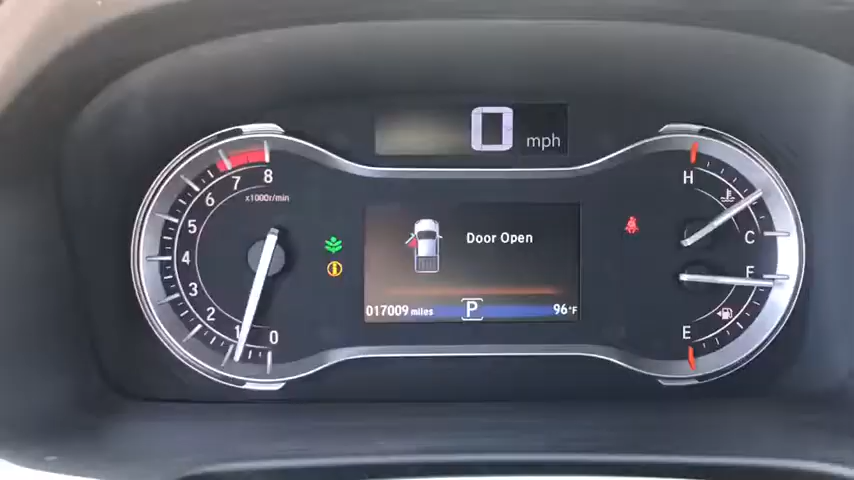 0 mph
8
7
6
x1000r/min
5
4
3
2
1
0
Door Open
017009 miles
P
96°F
H
C
F
E